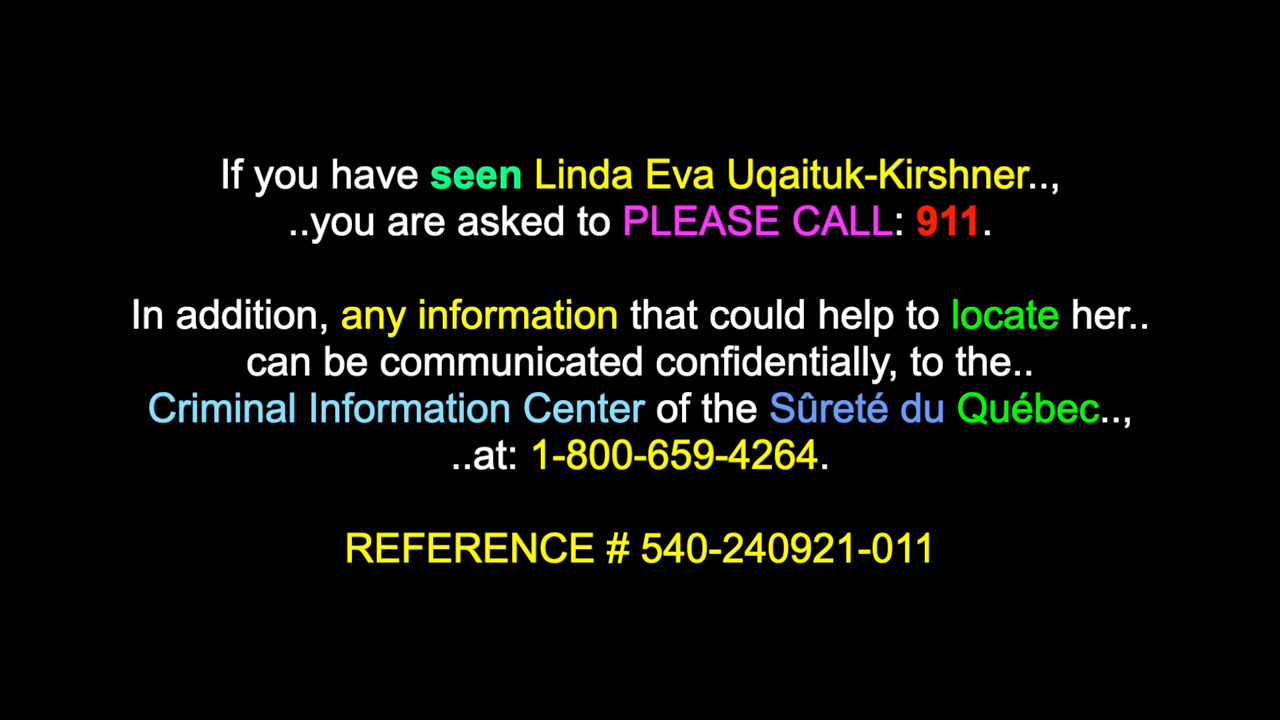 If you have seen Linda Eva Uqaituk-Kirshner..,
..you are asked to PLEASE CALL: 911.
In addition, any information that could help to locate her..
can be communicated confidentially, to the..
Criminal Information Center of the Sûreté du Québec..,
..at: 1-800-659-4264.
REFERENCE # 540-240921-011